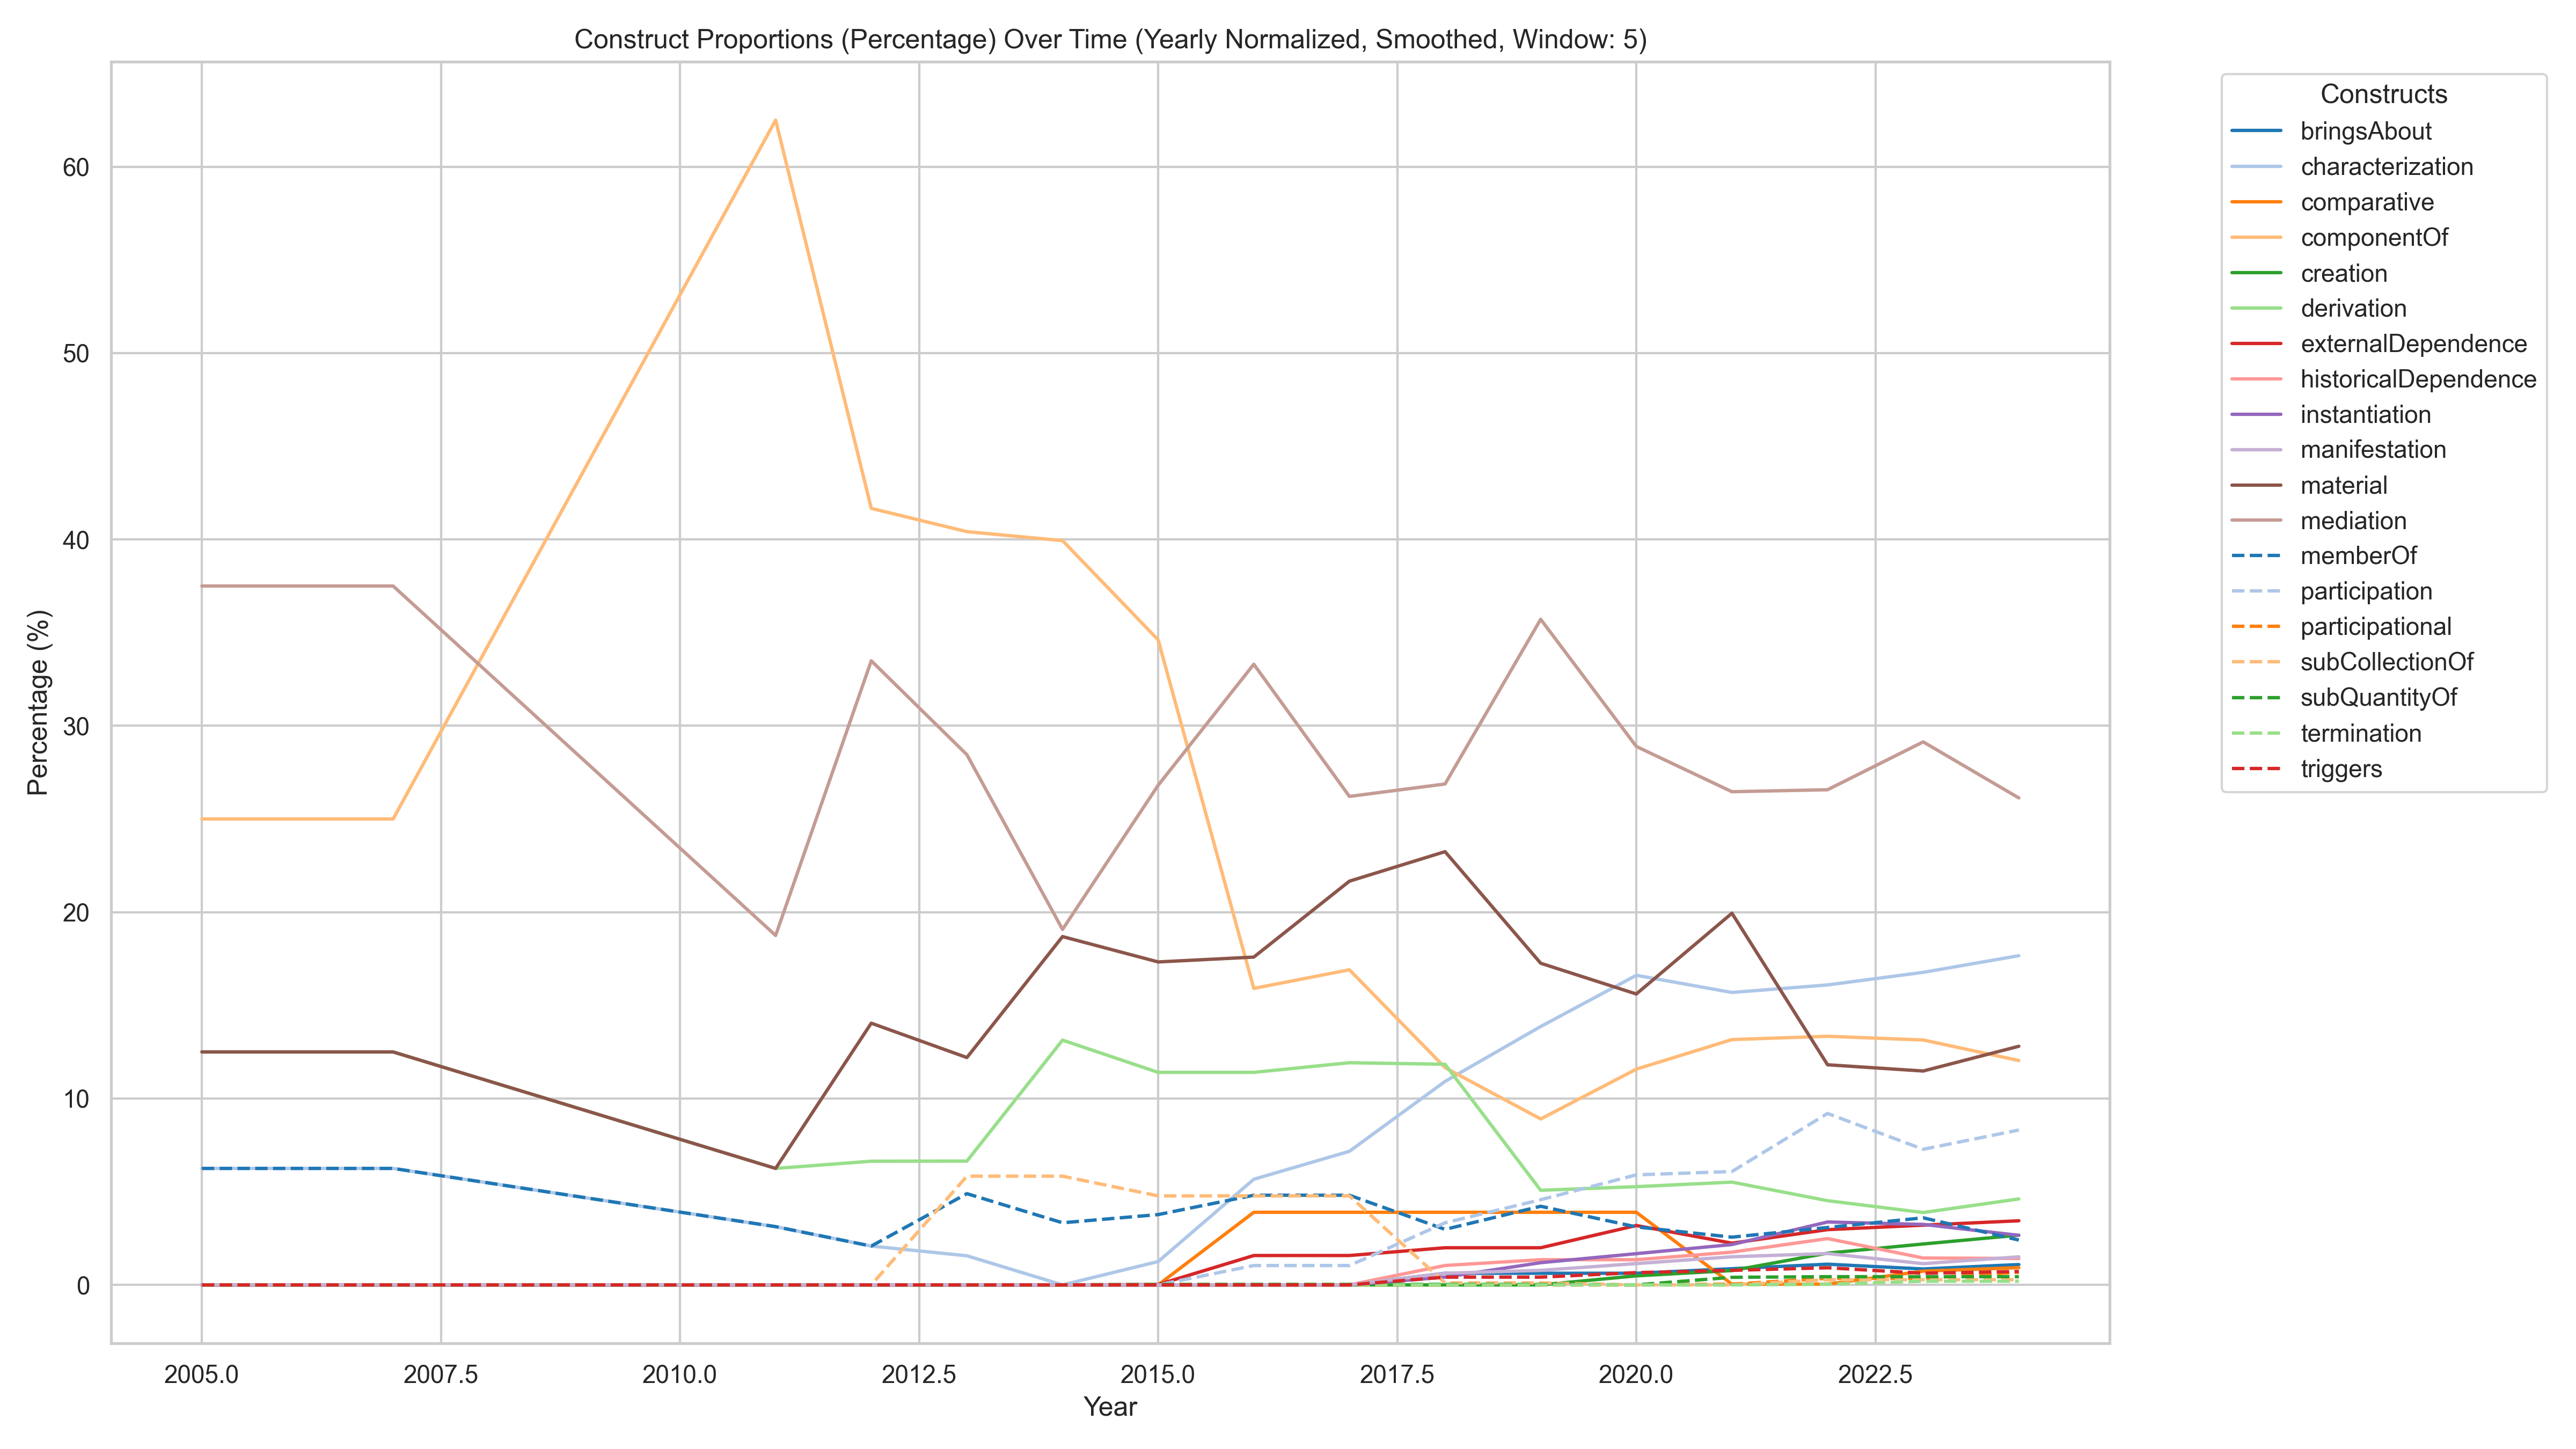 Construct Proportions (Percentage) Over Time (Yearly Normalized, Smoothed, Window: 5)
Percentage (%)
60
50
40
30
20
10
0
2005.0
2007.5
2010.0
2012.5
2015.0
2017.5
2020.0
2022.5
Year
Constructs
bringsAbout
characterization
comparative
componentOf
creation
derivation
externalDependence
historicalDependence
instantiation
manifestation
material
mediation
memberOf
participation
participational
subCollectionOf
subQuantityOf
termination
triggers